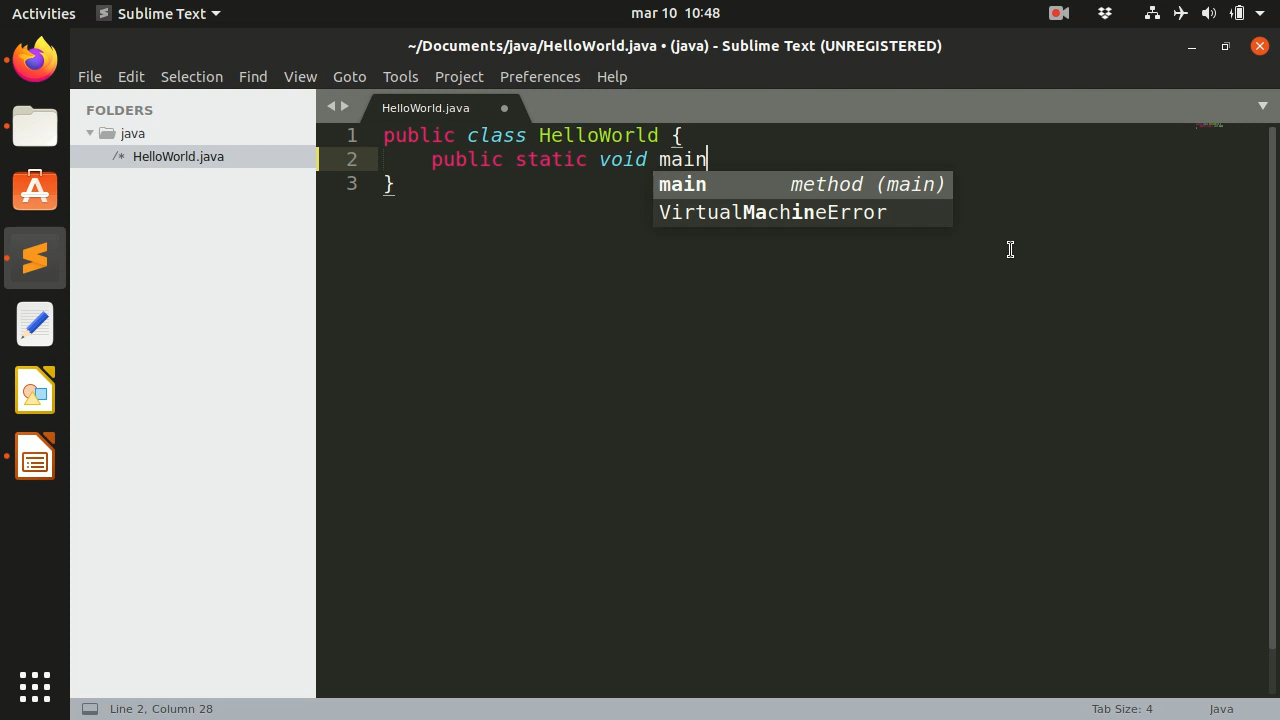 Activities Sublime Text mar 10 10:48
~/Documents/java/HelloWorld.java • (java) - Sublime Text (UNREGISTERED)
File Edit Selection Find View Goto Tools Project Preferences Help
FOLDERS
java
/* HelloWorld.java
HelloWorld.java
1 public class HelloWorld {
2 public static void main
3 }
main method (main)
VirtualMachineError
Line 2, Column 28 Tab Size: 4 Java